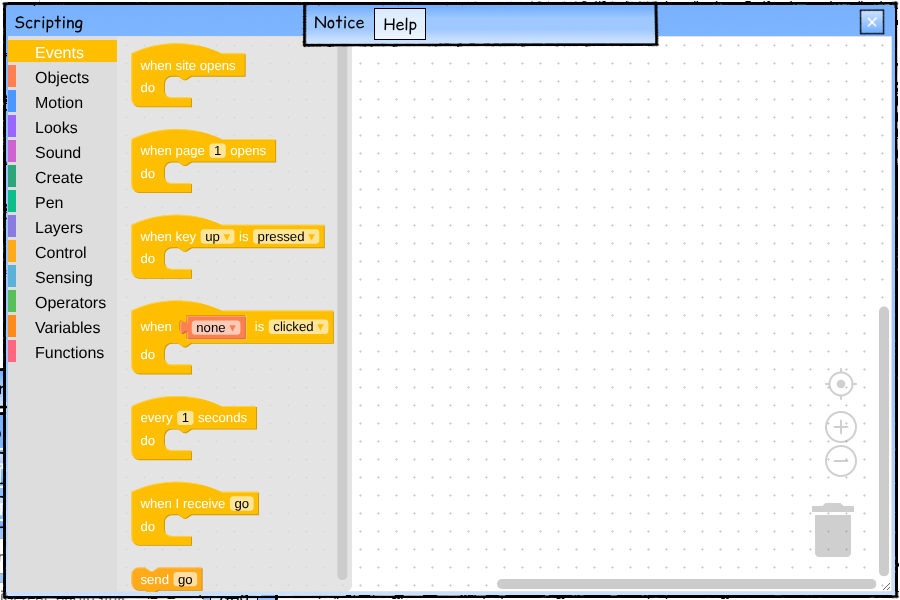 Scripting
Notice Help
Events
Objects
Motion
Looks
Sound
Create
Pen
Layers
Control
Sensing
Operators
Variables
Functions
when site opens
do
when page 1 opens
do
when key up is pressed
do
when none is clicked
do
every 1 seconds
do
when I receive go
do
send go